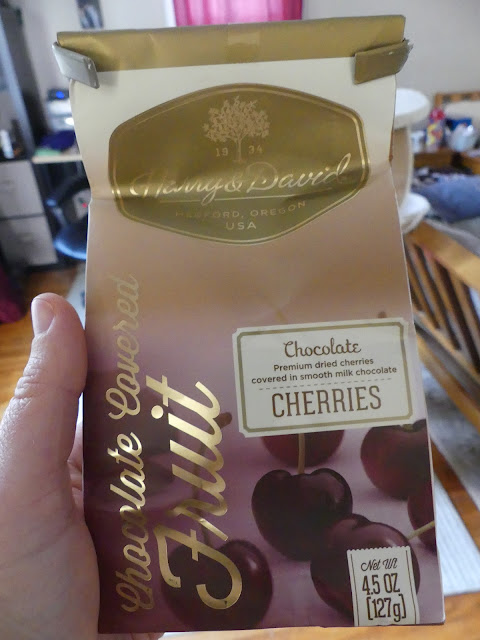 1934
Harry & David
MEDFORD, OREGON
USA
Chocolate Covered
Fruit
Chocolate
Premium dried cherries
covered in smooth milk chocolate
CHERRIES
Net Wt
4.5 OZ
(127g)